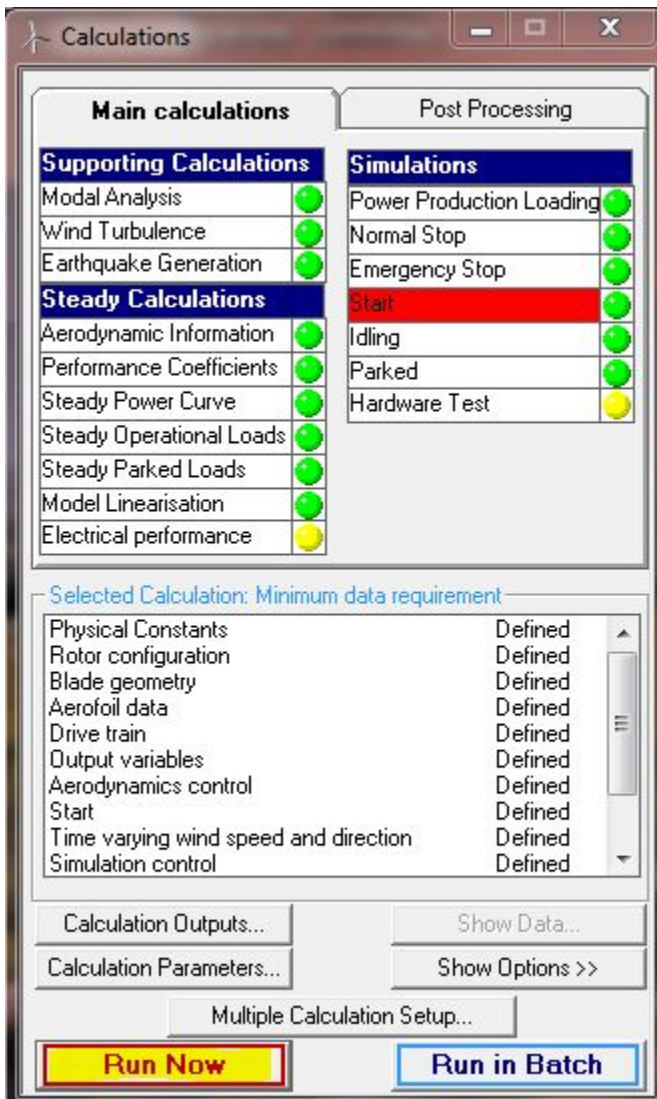 Calculations
Main calculations
Post Processing
Supporting Calculations
Modal Analysis
Wind Turbulence
Earthquake Generation
Steady Calculations
Aerodynamic Information
Performance Coefficients
Steady Power Curve
Steady Operational Loads
Steady Parked Loads
Model Linearisation
Electrical performance
Simulations
Power Production Loading
Normal Stop
Emergency Stop
Start
Idling
Parked
Hardware Test
Selected Calculation: Minimum data requirement
Physical Constants Defined
Rotor configuration Defined
Blade geometry Defined
Aerofoil data Defined
Drive train Defined
Output variables Defined
Aerodynamics control Defined
Start Defined
Time varying wind speed and direction Defined
Simulation control Defined
Calculation Outputs...
Show Data...
Calculation Parameters...
Show Options >>
Multiple Calculation Setup...
Run Now
Run in Batch